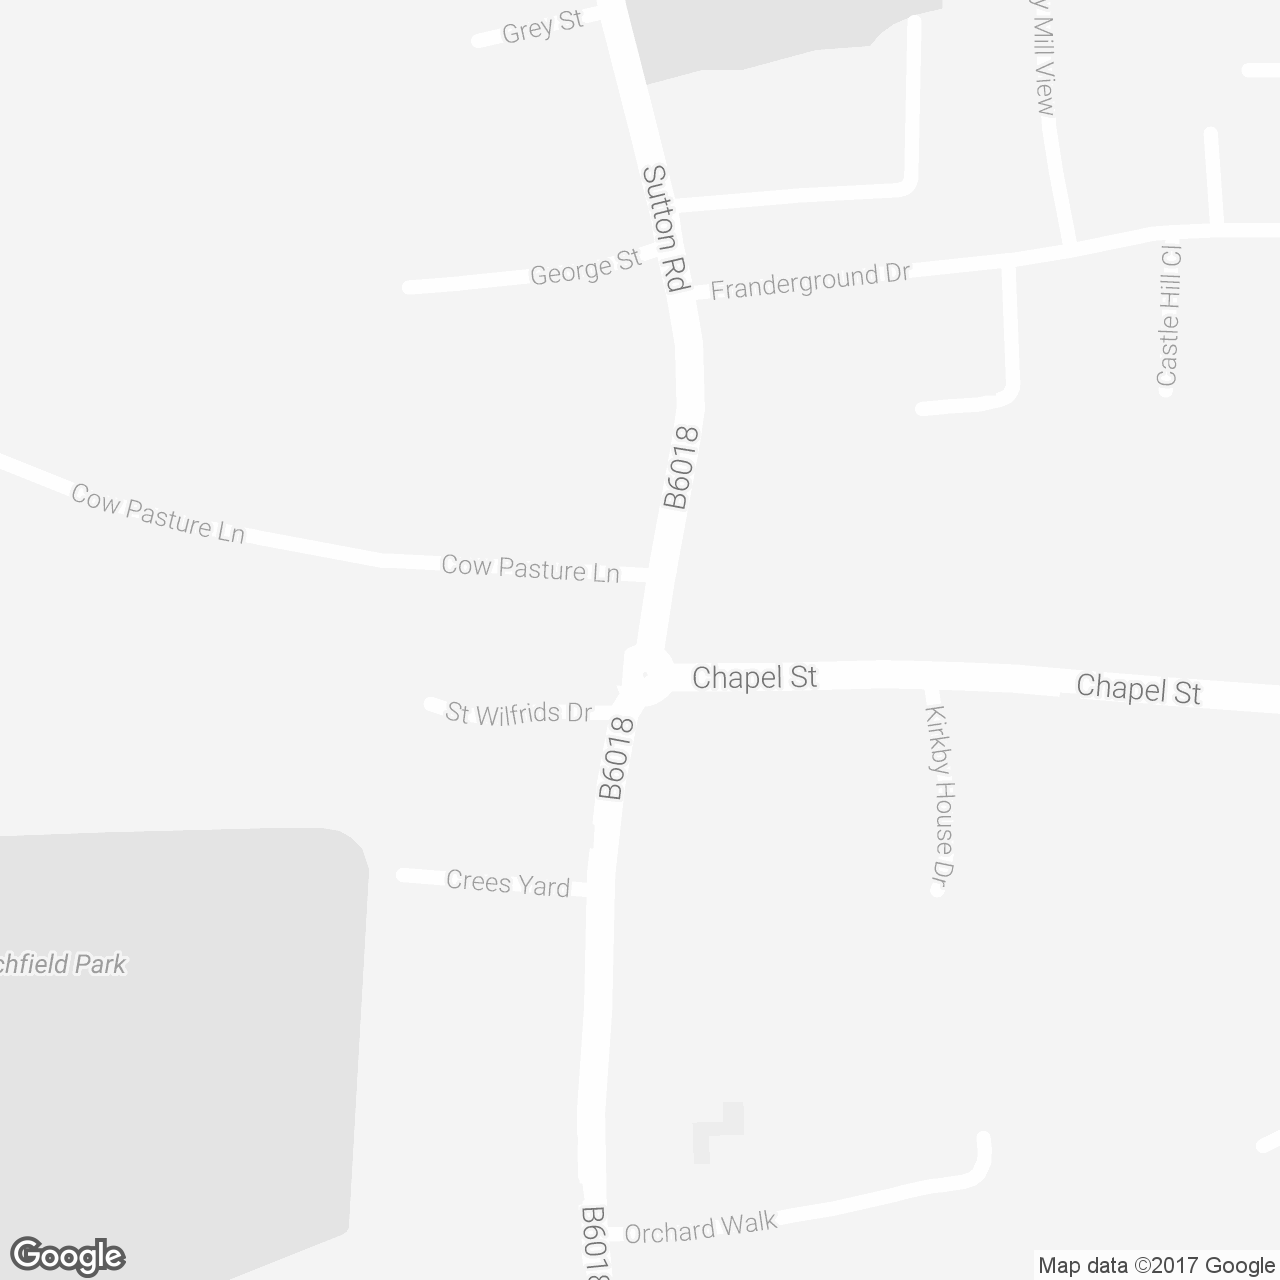 Grey St
y Mill View
Sutton Rd
George St
Franderground Dr
Castle Hill Cl
B6018
Cow Pasture Ln
Cow Pasture Ln
Chapel St
Chapel St
St Wilfrids Dr
B6018
Kirkby House Dr
Crees Yard
chfield Park
B6018
Orchard Walk
Google
Map data ©2017 Google